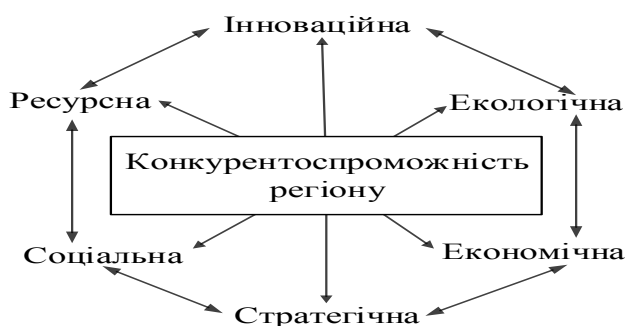 Інноваційна
Ресурсна
Екологічна
Конкурентоспроможність
регіону
Соціальна
Економічна
Стратегічна